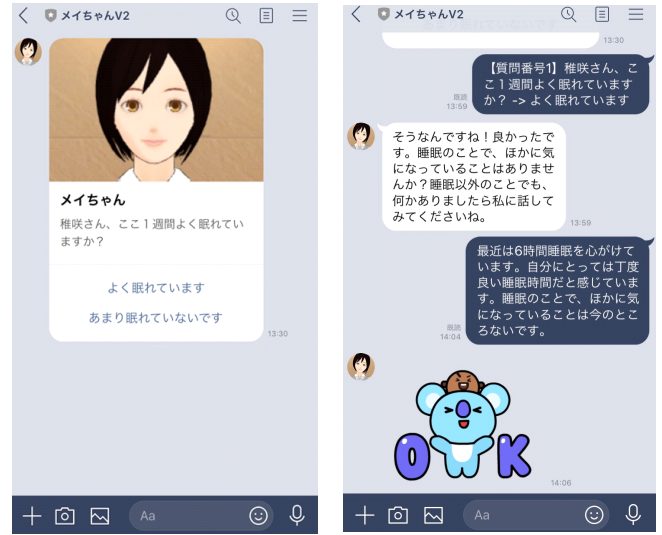 メイちゃんV2
メイちゃん
稚咲さん、ここ1週間よく眠れてい
ますか？
よく眠れています
あまり眠れていないです
13:30
Aa
メイちゃんV2
13:30
【質問番号1】稚咲さん、こ
こ1週間よく眠れています
か？ -> よく眠れています
既読
13:59
そうなんですね！良かったで
す。睡眠のことで、ほかに気
になっていることはありませ
んか？睡眠以外のことでも、
何かありましたら私に話して
みてくださいね。
13:59
最近は6時間睡眠を心がけて
います。自分にとっては丁度
良い睡眠時間だと感じていま
す。睡眠のことで、ほかに気
になっていることは今のとこ
ろないです。
既読
14:04
OK
14:06
Aa